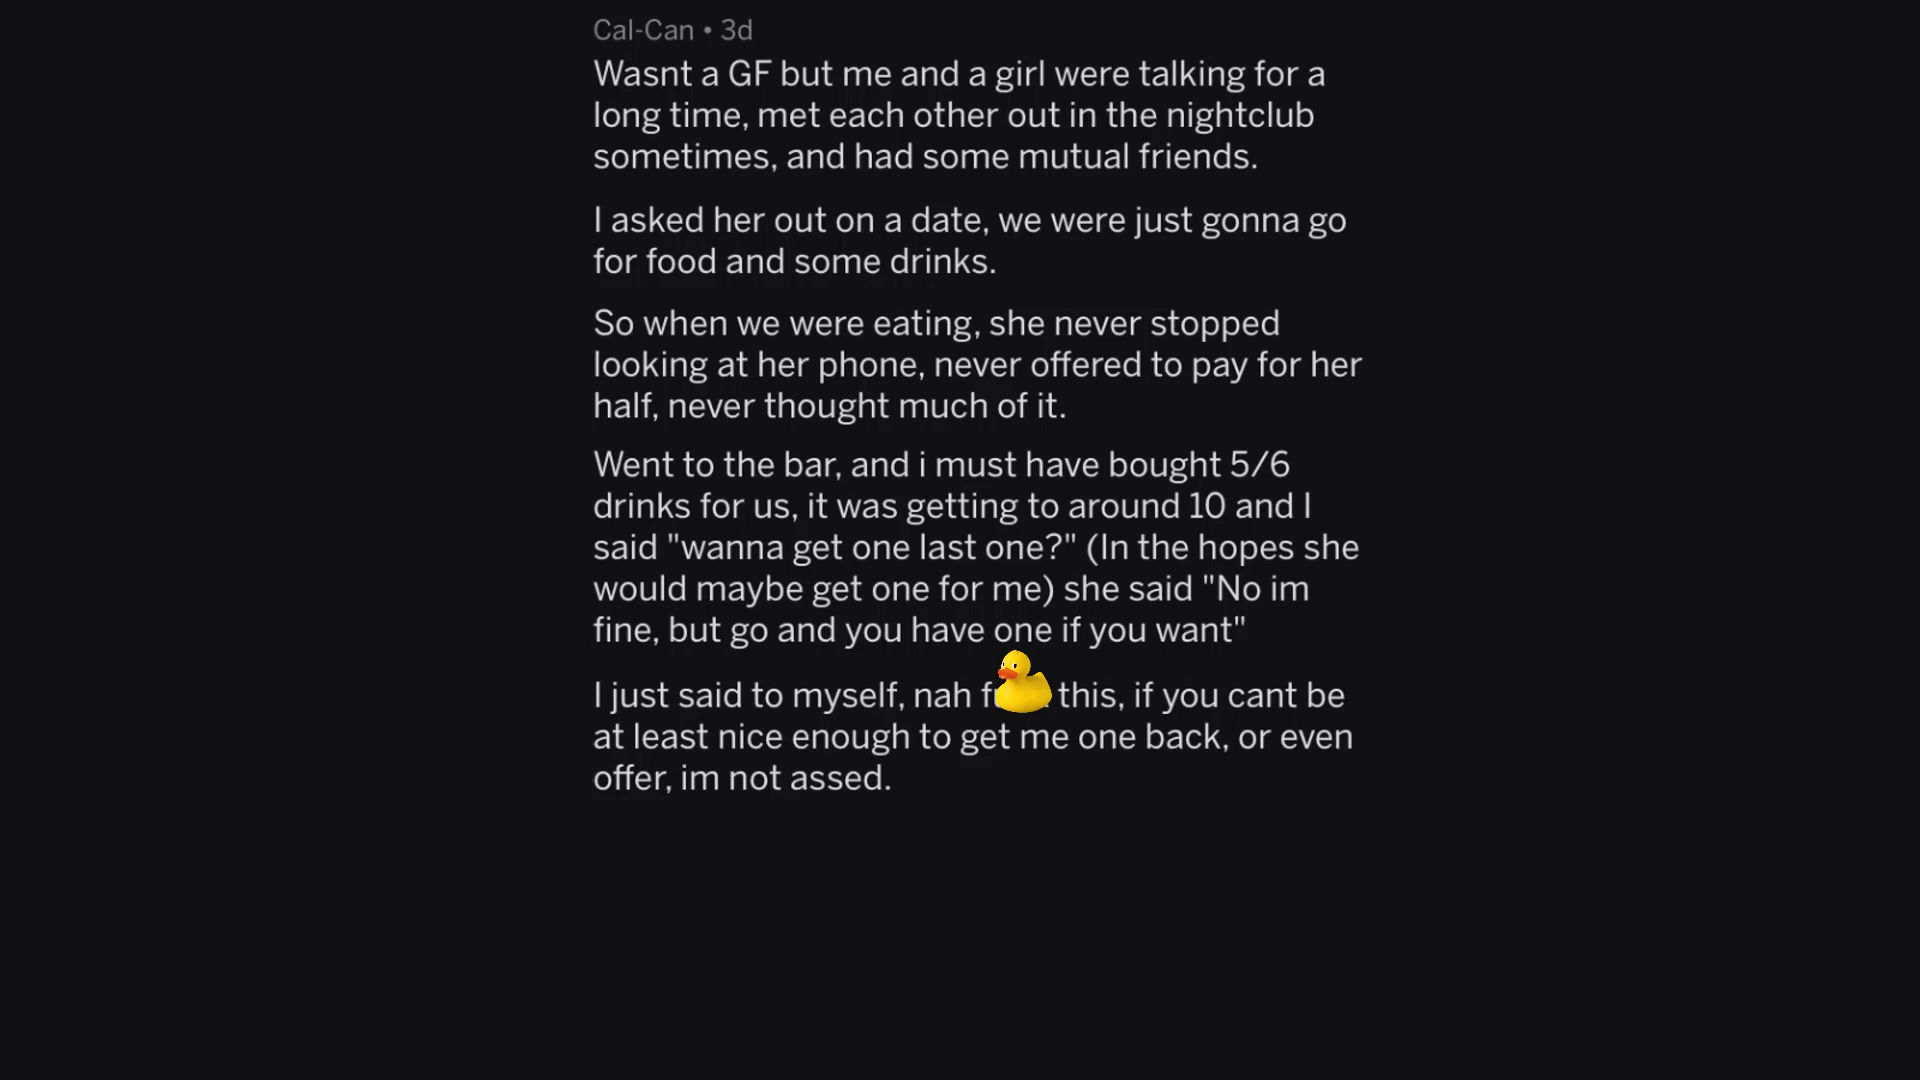 Cal-Can • 3d
Wasnt a GF but me and a girl were talking for a
long time, met each other out in the nightclub
sometimes, and had some mutual friends.
I asked her out on a date, we were just gonna go
for food and some drinks.
So when we were eating, she never stopped
looking at her phone, never offered to pay for her
half, never thought much of it.
Went to the bar, and i must have bought 5/6
drinks for us, it was getting to around 10 and I
said "wanna get one last one?" (In the hopes she
would maybe get one for me) she said "No im
fine, but go and you have one if you want"
I just said to myself, nah this, if you cant be
at least nice enough to get me one back, or even
offer, im not assed.